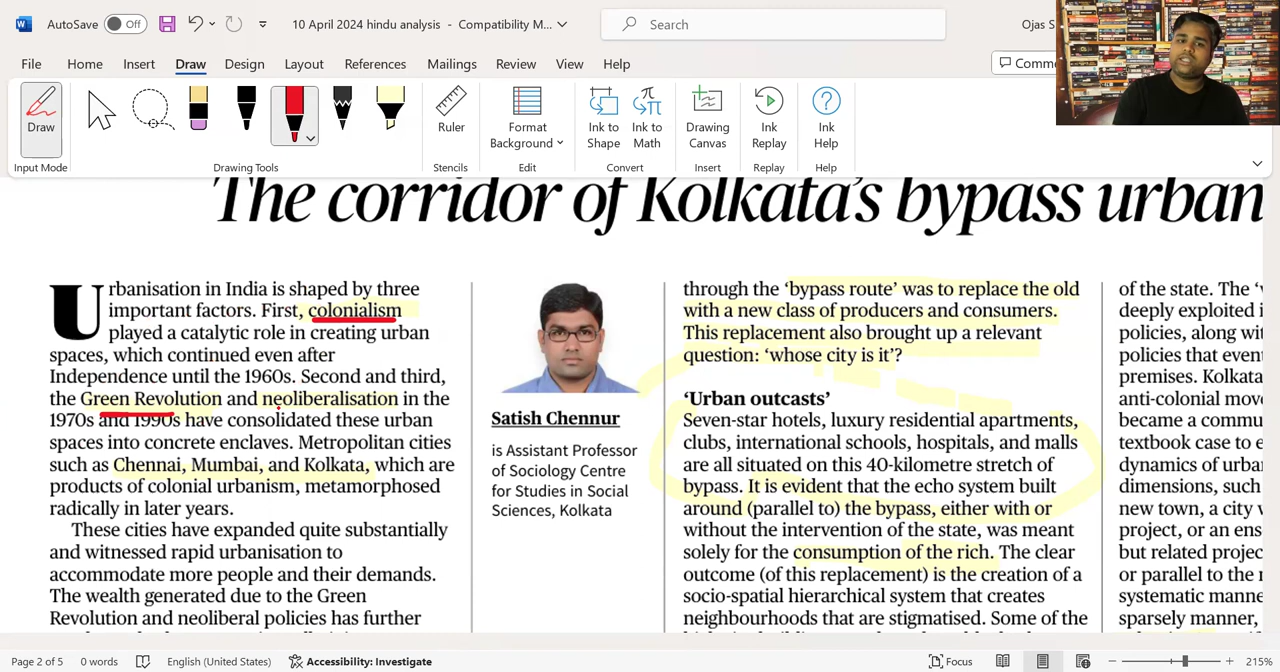 AutoSave Off 10 April 2024 hindu analysis - Compatibility M... Search Ojas S
File Home Insert Draw Design Layout References Mailings Review View Help Comme
Draw Ruler Format Background Ink to Shape Ink to Math Drawing Canvas Ink Replay Ink Help
Input Mode Drawing Tools Stencils Edit Convert Insert Replay Help
The corridor of Kolkata's bypass urban
Urbanisation in India is shaped by three
important factors. First, colonialism
played a catalytic role in creating urban
spaces, which continued even after
Independence until the 1960s. Second and third,
the Green Revolution and neoliberalisation in the
1970s and 1990s have consolidated these urban
spaces into concrete enclaves. Metropolitan cities
such as Chennai, Mumbai, and Kolkata, which are
products of colonial urbanism, metamorphosed
radically in later years.
These cities have expanded quite substantially
and witnessed rapid urbanisation to
accommodate more people and their demands.
The wealth generated due to the Green
Revolution and neoliberal policies has further
Satish Chennur
is Assistant Professor
of Sociology Centre
for Studies in Social
Sciences, Kolkata
through the 'bypass route' was to replace the old
with a new class of producers and consumers.
This replacement also brought up a relevant
question: 'whose city is it'?
'Urban outcasts'
Seven-star hotels, luxury residential apartments,
clubs, international schools, hospitals, and malls
are all situated on this 40-kilometre stretch of
bypass. It is evident that the echo system built
around (parallel to) the bypass, either with or
without the intervention of the state, was meant
solely for the consumption of the rich. The clear
outcome (of this replacement) is the creation of a
socio-spatial hierarchical system that creates
neighbourhoods that are stigmatised. Some of the
of the state. The 'v
deeply exploited i
policies, along wit
policies that even
premises. Kolkata
anti-colonial mov
became a commu
textbook case to e
dynamics of urba
dimensions, such
new town, a city v
project, or an ens
but related projec
or parallel to the r
systematic manne
sparsely manner,
Page 2 of 5 0 words English (United States) Accessibility: Investigate Focus 215%